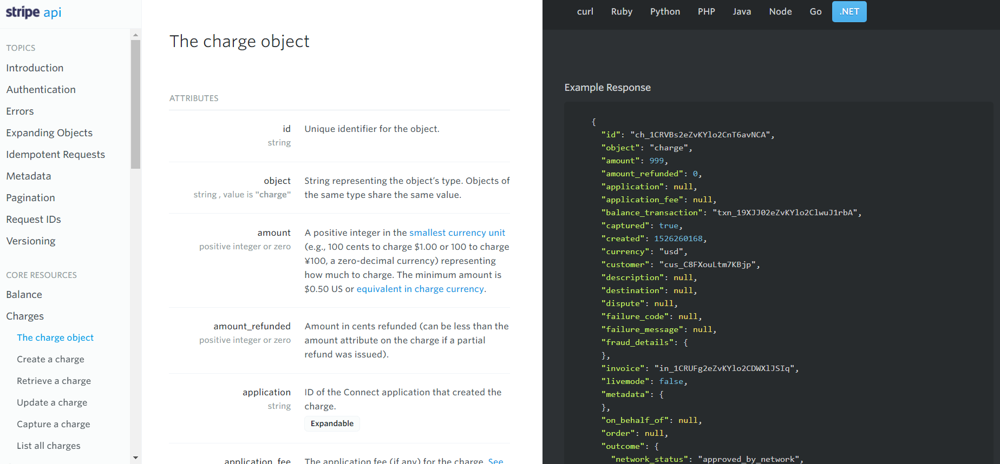 stripe api
TOPICS
Introduction
Authentication
Errors
Expanding Objects
Idempotent Requests
Metadata
Pagination
Request IDs
Versioning
CORE RESOURCES
Balance
Charges
The charge object
Create a charge
Retrieve a charge
Update a charge
Capture a charge
List all charges
The charge object
ATTRIBUTES
id
string
Unique identifier for the object.
object
string , value is "charge"
String representing the object’s type. Objects of
the same type share the same value.
amount
positive integer or zero
A positive integer in the smallest currency unit
(e.g., 100 cents to charge $1.00 or 100 to charge
¥100, a zero-decimal currency) representing
how much to charge. The minimum amount is
$0.50 US or equivalent in charge currency.
amount_refunded
positive integer or zero
Amount in cents refunded (can be less than the
amount attribute on the charge if a partial
refund was issued).
application
string
ID of the Connect application that created the
charge.
Expandable
application_fee
The application fee (if any) for the charge. See
curl Ruby Python PHP Java Node Go .NET
Example Response
{
"id": "ch_1CRVBs2eZvKYlo2CnT6avNCA",
"object": "charge",
"amount": 999,
"amount_refunded": 0,
"application": null,
"application_fee": null,
"balance_transaction": "txn_19XJJ02eZvKYlo2ClwuJ1rbA",
"captured": true,
"created": 1526260168,
"currency": "usd",
"customer": "cus_C8FXouLtm7KBjp",
"description": null,
"destination": null,
"dispute": null,
"failure_code": null,
"failure_message": null,
"fraud_details": {
},
"invoice": "in_1CRUFg2eZvKYlo2CDWXlJSIq",
"livemode": false,
"metadata": {
},
"on_behalf_of": null,
"order": null,
"outcome": {
"network_status": "approved_by_network",